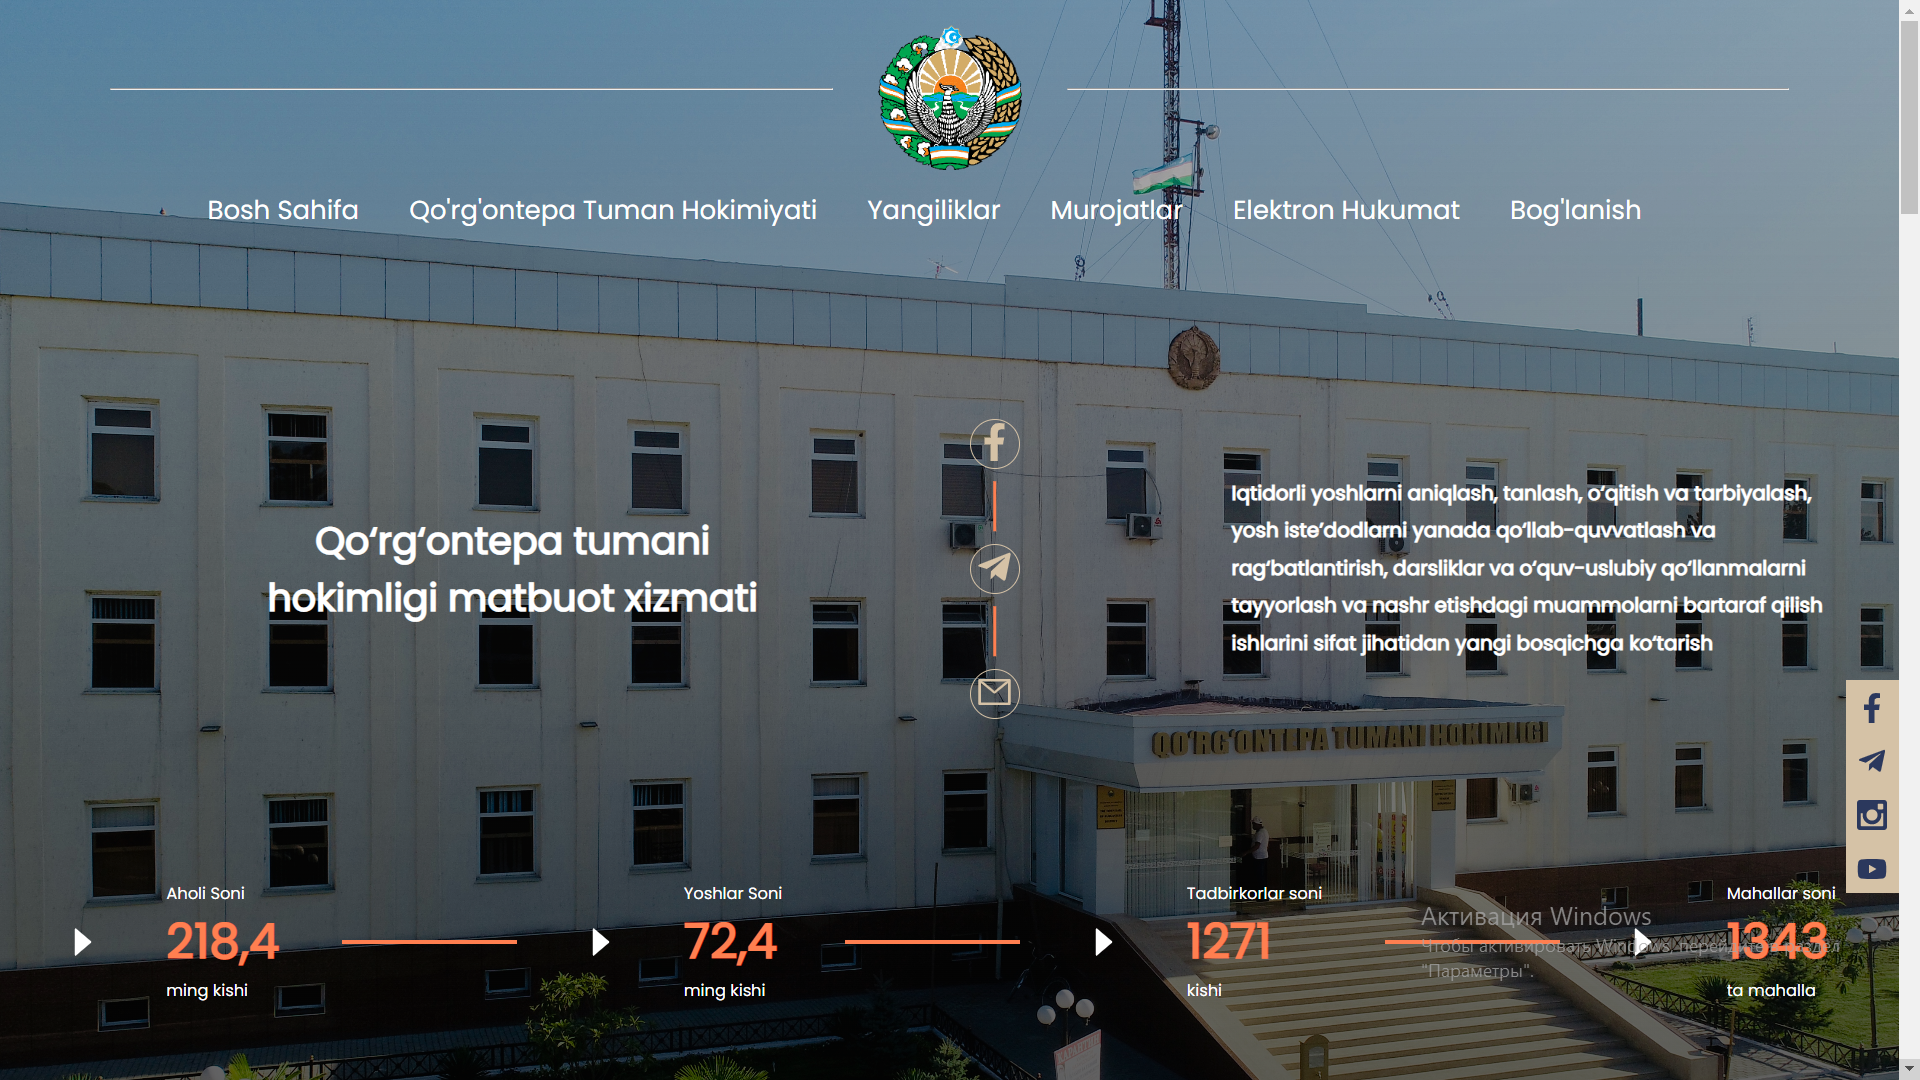 Bosh Sahifa
Qo'rg'ontepa Tuman Hokimiyati
Yangiliklar
Murojatlar
Elektron Hukumat
Bog'lanish
Qo‘rg‘ontepa tumani
hokimligi matbuot xizmati
Iqtidorli yoshlarni aniqlash, tanlash, o‘qitish va tarbiyalash,
yosh iste’dodlarni yanada qo‘llab-quvvatlash va
rag‘batlantirish, darsliklar va o‘quv-uslubiy qo‘llanmalarni
tayyorlash va nashr etishdagi muammolarni bartaraf qilish
ishlarini sifat jihatidan yangi bosqichga ko‘tarish
QO‘RG‘ONTEPA TUMANI HOKIMLIGI
Aholi Soni
218,4
ming kishi
Yoshlar Soni
72,4
ming kishi
Tadbirkorlar soni
1271
kishi
Mahallar soni
1343
ta mahalla
Активация Windows
Чтобы активировать Windows, перейдите в раздел
"Параметры".